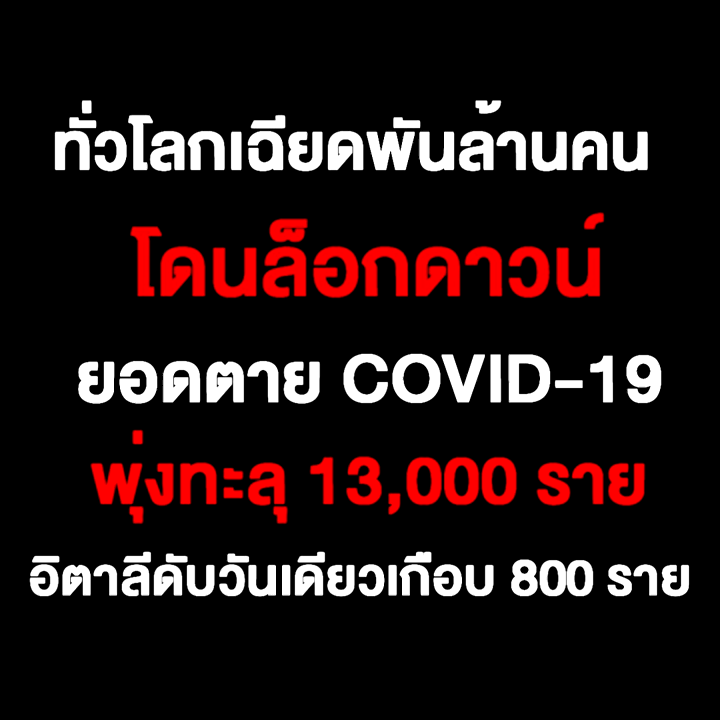 ทั่วโลกเฉียดพันล้านคน
โดนล็อกดาวน์
ยอดตาย COVID-19
พุ่งทะลุ 13,000 ราย
อิตาลีดับวันเดียวเกือบ 800 ราย